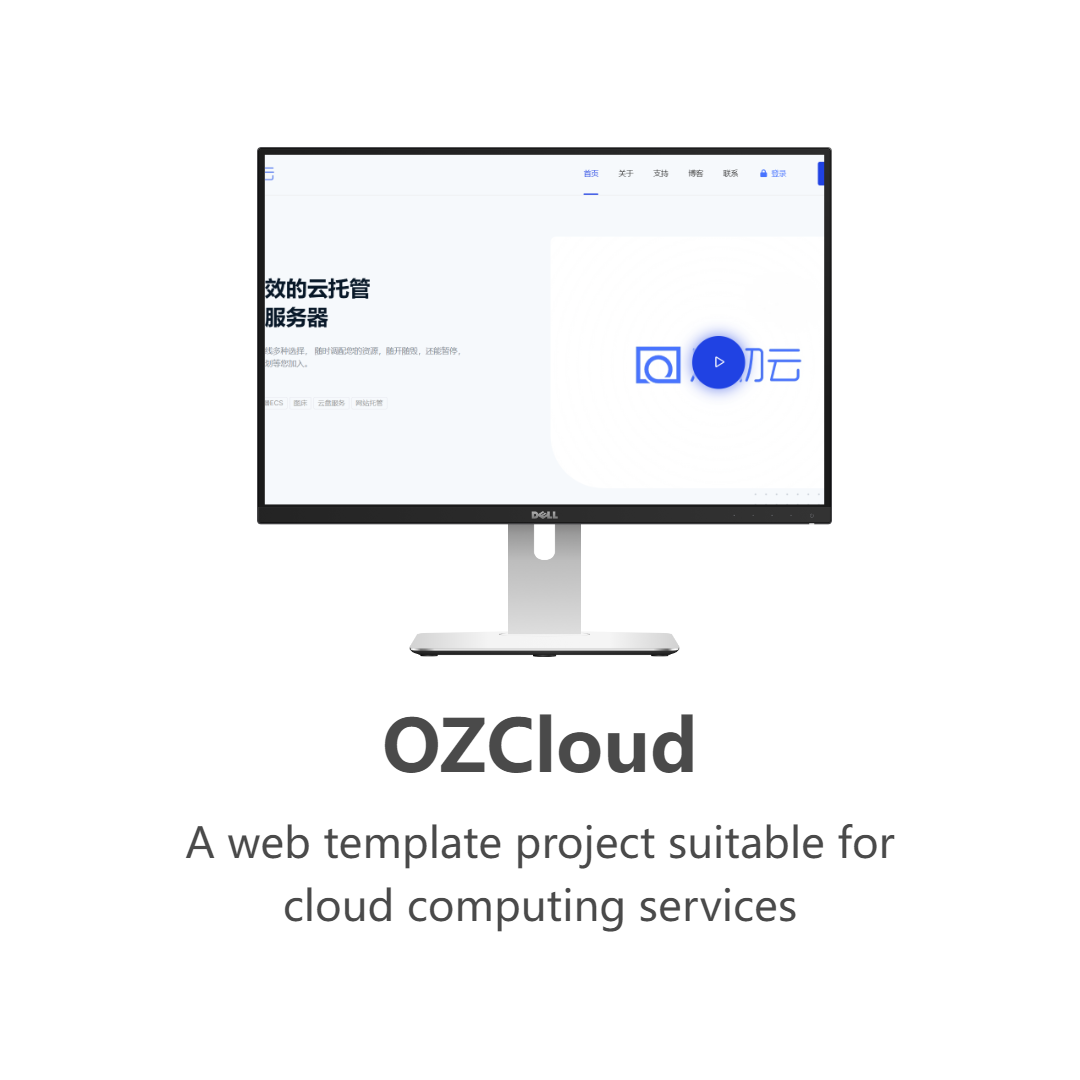 首页 关于 支持 博客 联系 登录
效的云托管
服务器
线多种选择， 随时调配您的资源，随开随毁，还能暂停，
划等您加入。
ECS 图床 云盘服务 网站托管
初云
DELL
OZCloud
A web template project suitable for
cloud computing services